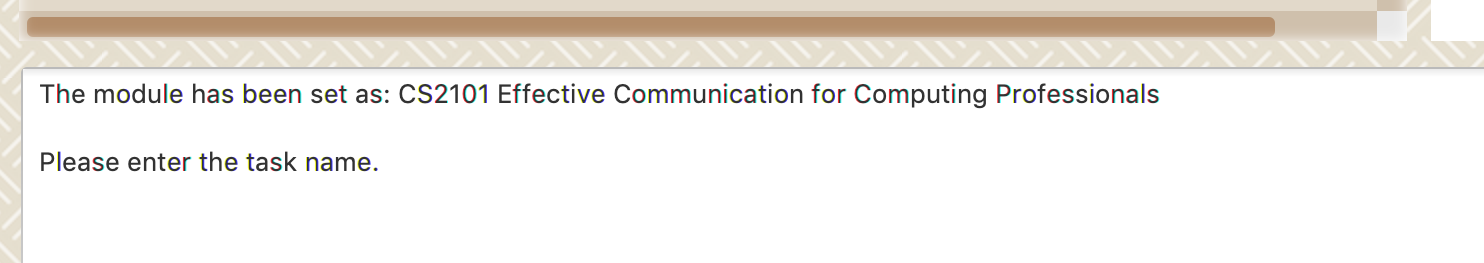 The module has been set as: CS2101 Effective Communication for Computing Professionals
Please enter the task name.